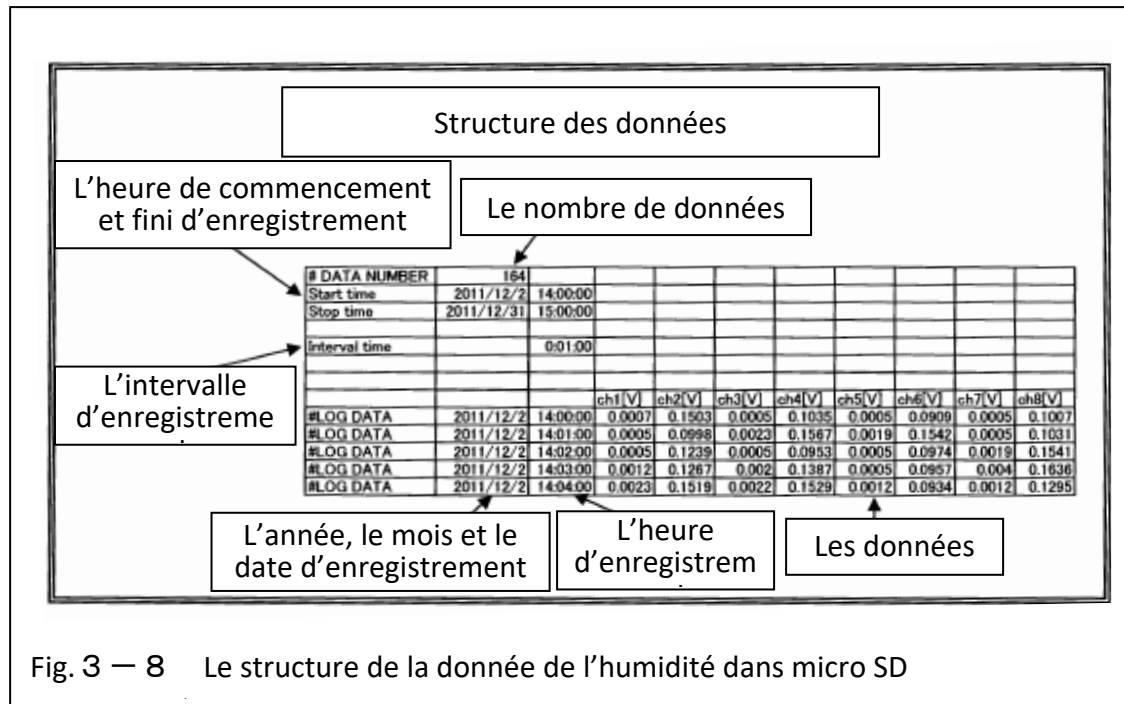 Structure des données
L'heure de commencement
et fini d'enregistrement
Le nombre de données
# DATA NUMBER 164
Start time 2011/12/2 14:00:00
Stop time 2011/12/31 15:00:00
Interval time 0:01:00
L'intervalle
d'enregistreme
ch1[V] ch2[V] ch3[V] ch4[V] ch5[V] ch6[V] ch7[V] ch8[V]
#LOG DATA 2011/12/2 14:00:00 0.0007 0.1503 0.0005 0.1035 0.0005 0.0909 0.0005 0.1007
#LOG DATA 2011/12/2 14:01:00 0.0005 0.0998 0.0023 0.1567 0.0019 0.1542 0.0005 0.1031
#LOG DATA 2011/12/2 14:02:00 0.0005 0.1239 0.0005 0.0953 0.0005 0.0974 0.0019 0.1541
#LOG DATA 2011/12/2 14:03:00 0.0012 0.1267 0.002 0.1387 0.0005 0.0957 0.004 0.1636
#LOG DATA 2011/12/2 14:04:00 0.0023 0.1519 0.0022 0.1529 0.0012 0.0934 0.0012 0.1295
L'année, le mois et le
date d'enregistrement
L'heure
d'enregistrem
Les données
Fig. 3 － 8 Le structure de la donnée de l'humidité dans micro SD